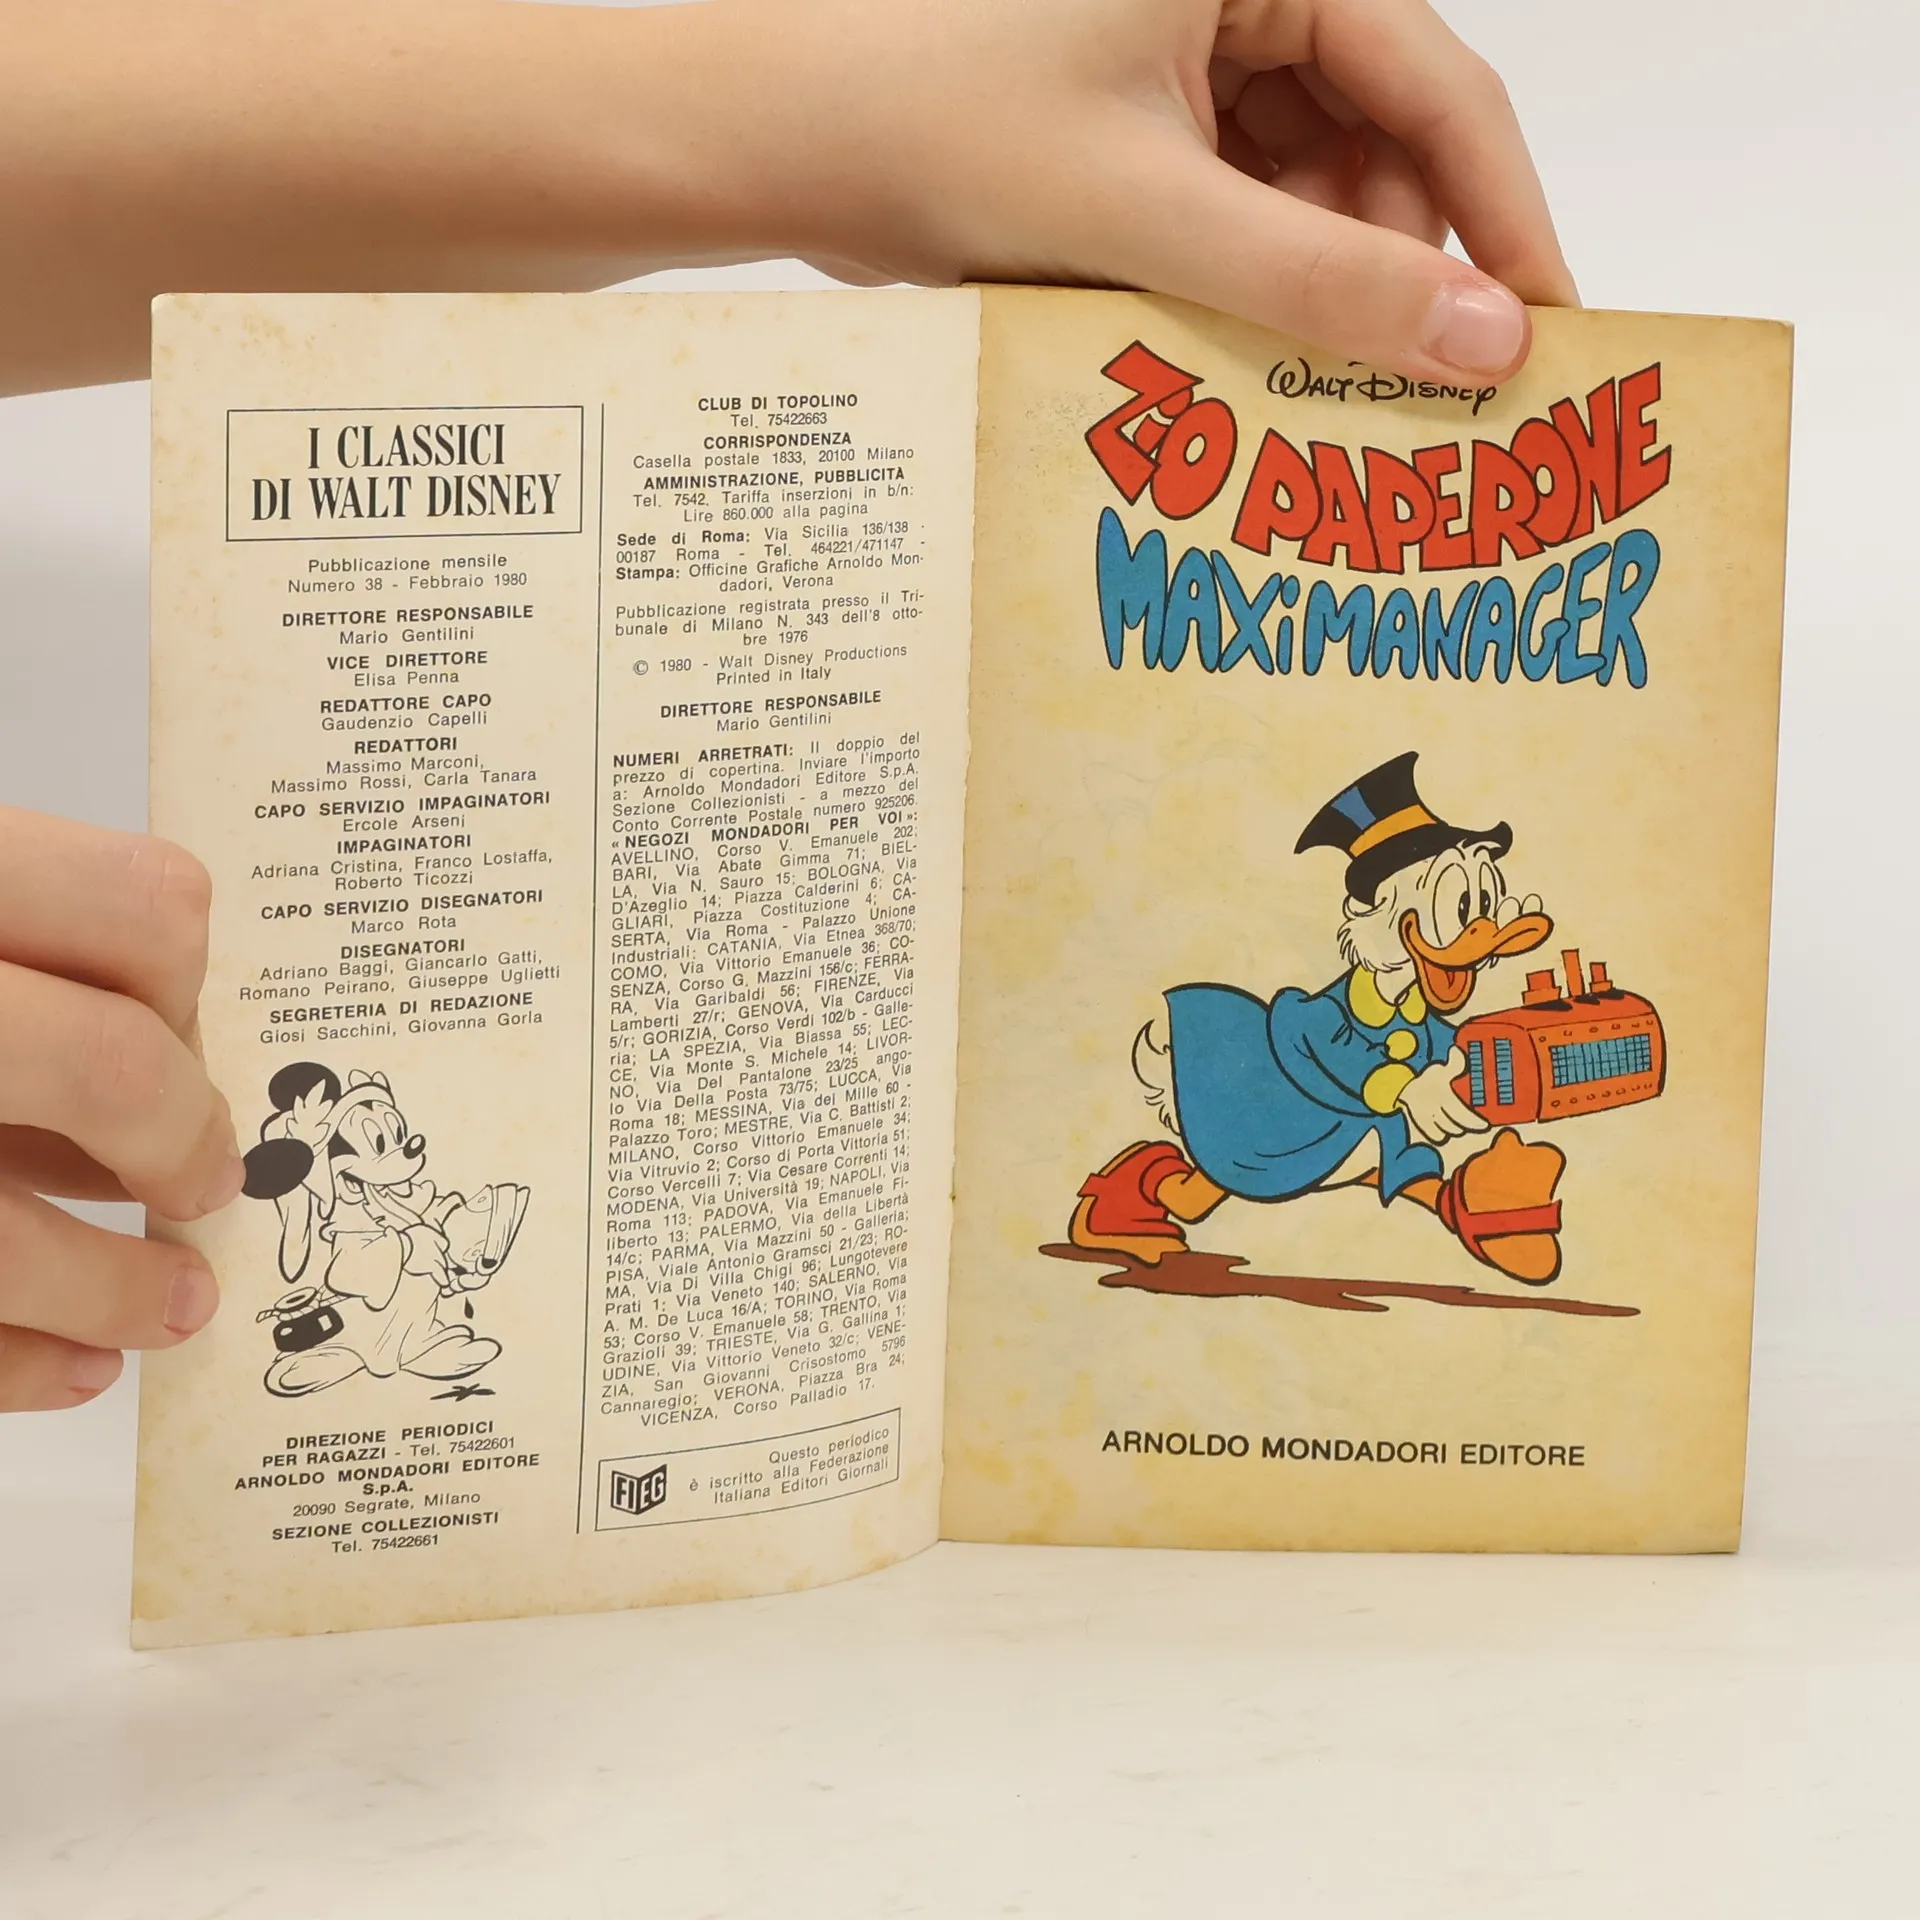 I CLASSICI
DI WALT DISNEY
Pubblicazione mensile
Numero 38 - Febbraio 1980
DIRETTORE RESPONSABILE
Mario Gentilini
VICE DIRETTORE
Elisa Penna
REDATTORE CAPO
Gaudenzio Capelli
REDATTORI
Massimo Marconi,
Massimo Rossi, Carla Tanara
CAPO SERVIZIO IMPAGINATORI
Ercole Arseni
IMPAGINATORI
Adriana Cristina, Franco Lostaffa,
Roberto Ticozzi
CAPO SERVIZIO DISEGNATORI
Marco Rota
DISEGNATORI
Adriano Baggi, Giancarlo Gatti,
Romano Peirano, Giuseppe Uglietti
SEGRETERIA DI REDAZIONE
Giosi Sacchini, Giovanna Gorla
DIREZIONE PERIODICI
PER RAGAZZI - Tel. 75422601
ARNOLDO MONDADORI EDITORE
S.p.A.
20090 Segrate, Milano
SEZIONE COLLEZIONISTI
Tel. 75422661
CLUB DI TOPOLINO
Tel. 75422663
CORRISPONDENZA
Casella postale 1833, 20100 Milano
AMMINISTRAZIONE, PUBBLICITÀ
Tel. 7542. Tariffa inserzioni in b/n:
Lire 860.000 alla pagina
Sede di Roma: Via Sicilia 136/138 -
00187 Roma - Tel. 464221/471147 -
Stampa: Officine Grafiche Arnoldo Mon-
dadori, Verona
Pubblicazione registrata presso il Tri-
bunale di Milano N. 343 dell'8 otto-
bre 1976
© 1980 - Walt Disney Productions
Printed in Italy
DIRETTORE RESPONSABILE
Mario Gentilini
NUMERI ARRETRATI: Il doppio del
prezzo di copertina. Inviare l'importo
a: Arnoldo Mondadori Editore S.p.A.
Sezione Collezionisti - a mezzo del
Conto Corrente Postale numero 925206.
« NEGOZI MONDADORI PER VOI »:
AVELLINO, Corso V. Emanuele 202;
BARI, Via Abate Gimma 71; BIEL-
LA, Via N. Sauro 15; BOLOGNA, Via
D'Azeglio 14; Piazza Calderini 6; CA-
GLIARI, Piazza Costituzione 4; CA-
SERTA, Via Roma - Palazzo Unione
Industriali; CATANIA, Via Etnea 368/70;
COMO, Via Vittorio Emanuele 36; CO-
SENZA, Corso G. Mazzini 156/c; FERRA-
RA, Via Garibaldi 56; FIRENZE, Via
Lamberti 27/r; GENOVA, Via Carducci
5/r; GORIZIA, Corso Verdi 102/b - Galle-
ria; LA SPEZIA, Via Biassa 55; LEC-
CE, Via Monte S. Michele 14; LIVOR-
NO, Via Del Pantalone 23/25 ango-
lo Via Della Posta 73/75; LUCCA, Via
Roma 18; MESSINA, Via dei Mille 60 -
Palazzo Toro; MESTRE, Via C. Battisti 2;
MILANO, Corso Vittorio Emanuele 34;
Via Vitruvio 2; Corso di Porta Vittoria 51;
Corso Vercelli 7; Via Cesare Correnti 14;
MODENA, Via Università 19; NAPOLI, Via
Roma 113; PADOVA, Via Emanuele Fi-
liberto 13; PALERMO, Via della Libertà
14/c; PARMA, Via Mazzini 50 - Galleria;
PISA, Viale Antonio Gramsci 21/23; RO-
MA, Via Di Villa Chigi 96; Lungotevere
Prati 1; Via Veneto 140; SALERNO, Via
A. M. De Luca 16/A; TORINO, Via Roma
53; Corso V. Emanuele 58; TRENTO, Via
Grazioli 39; TRIESTE, Via G. Gallina 1;
UDINE, Via Vittorio Veneto 32/c; VENE-
ZIA, San Giovanni Crisostomo 5796
Cannaregio; VERONA, Piazza Bra 24;
VICENZA, Corso Palladio 17.
FIEG
Questo periodico
è iscritto alla Federazione
Italiana Editori Giornali
WALT DISNEY
ZIO PAPERONE
MAXIMANAGER
ARNOLDO MONDADORI EDITORE